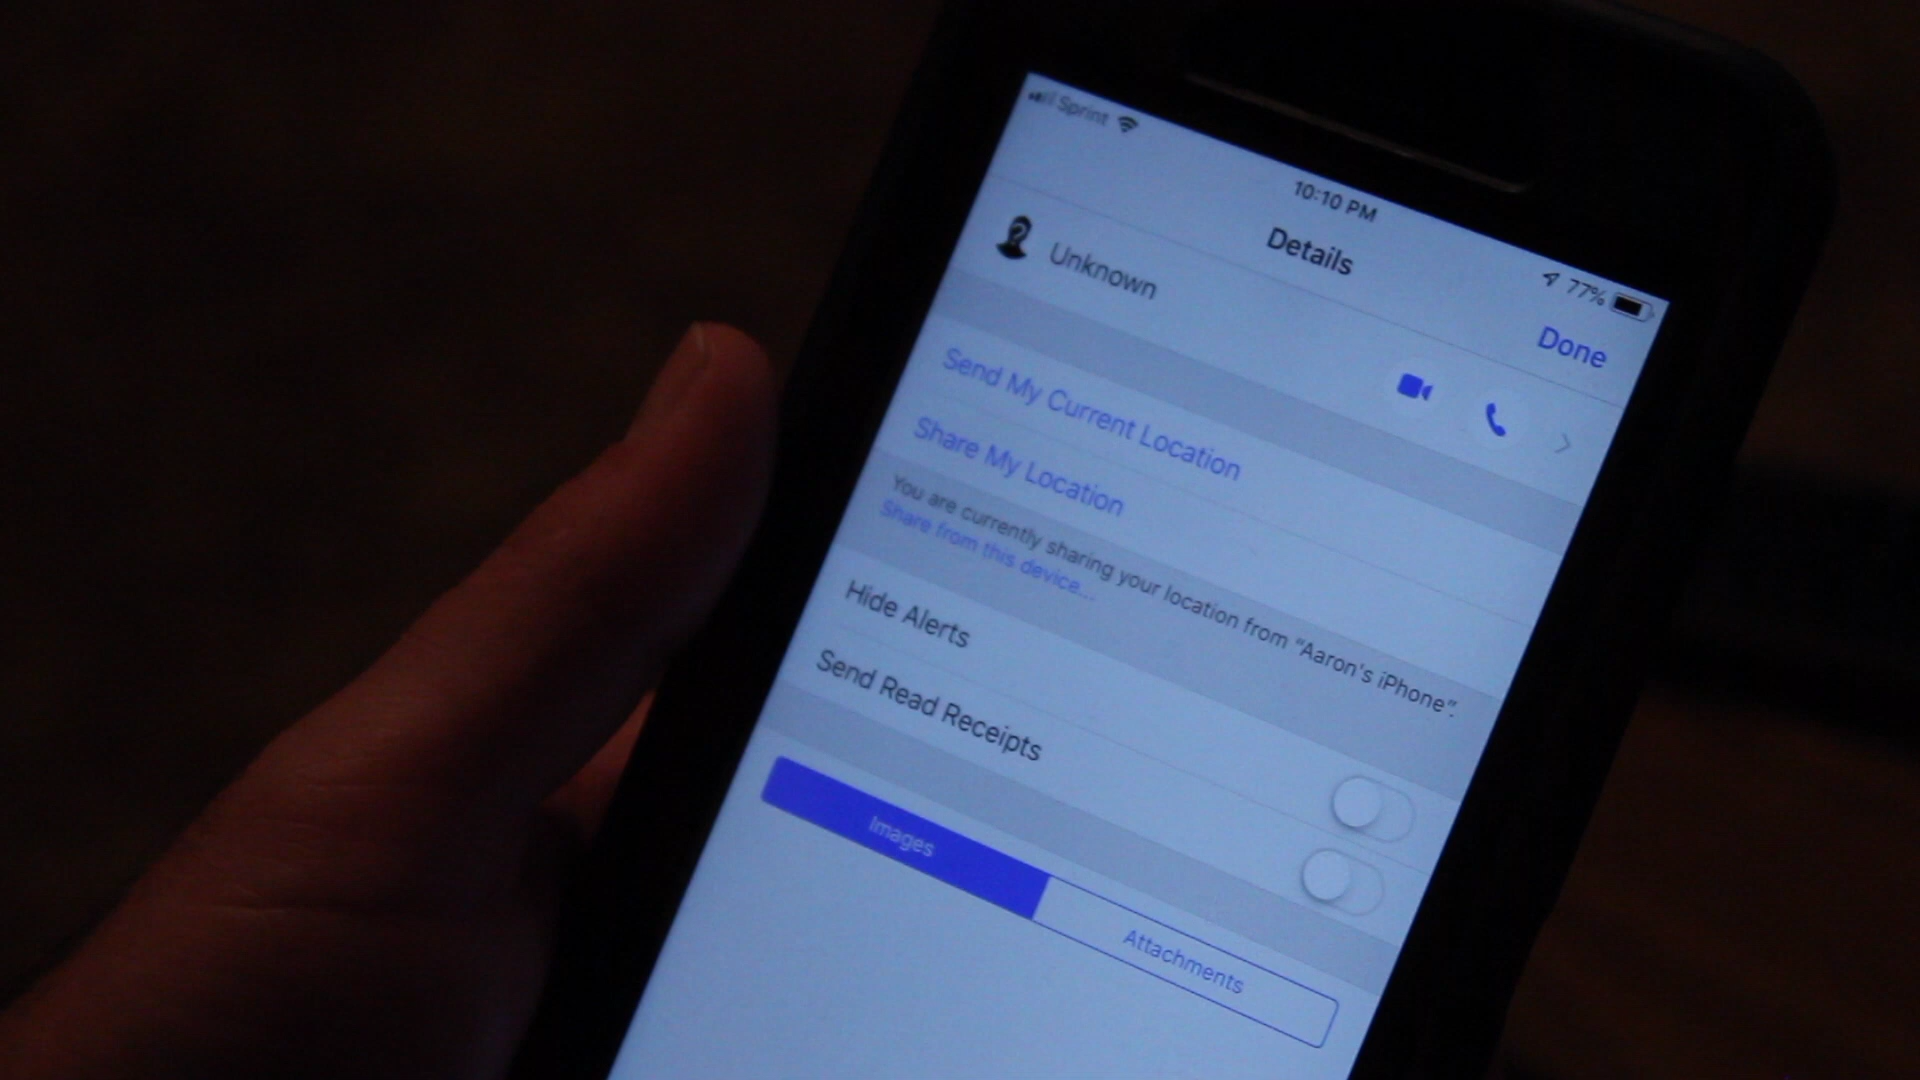 Sprint
10:10 PM
77%
Details
Done
Unknown
Send My Current Location
Share My Location
You are currently sharing your location from “Aaron's iPhone”.
Share from this device...
Hide Alerts
Send Read Receipts
Images
Attachments